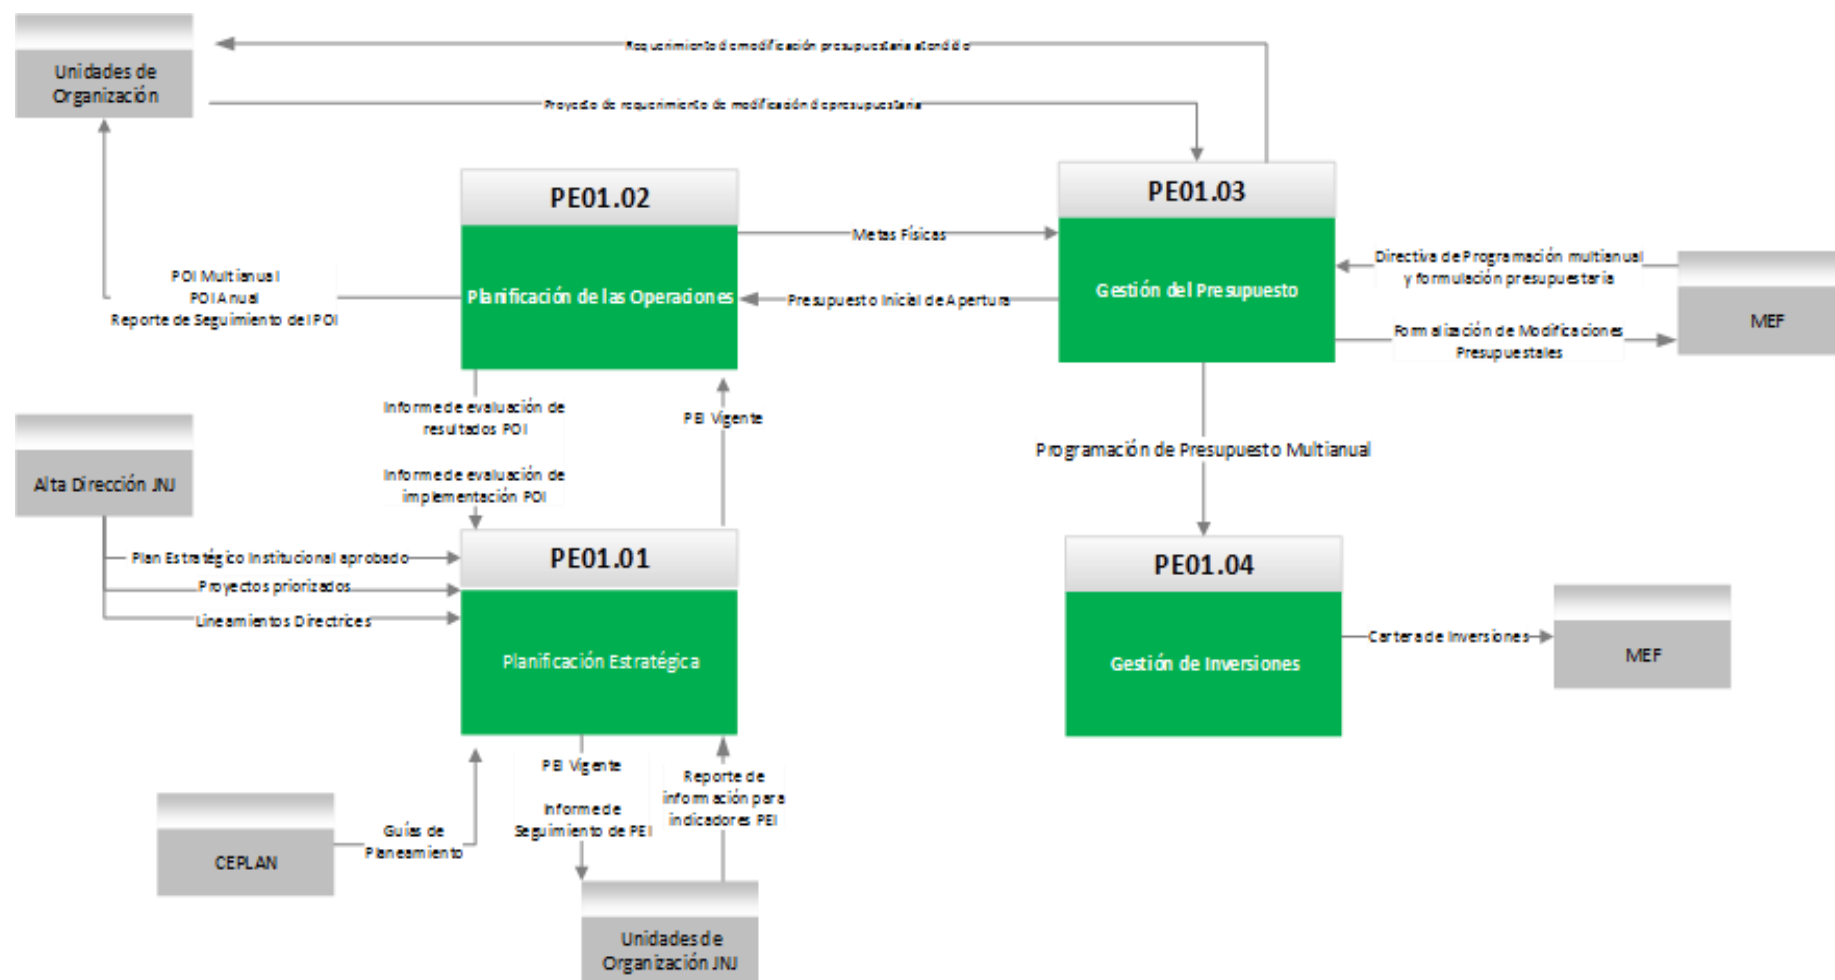 Requerimiento de modificación presupuestaria atendido
Unidades de
Organización
Proyecto de requerimiento de modificación de presupuestaria
PE01.02
PE01.03
Metas Físicas
Directiva de Programación multianual
y formulación presupuestaria
POI Multianual
POI Anual
Reporte de Seguimiento del POI
Planificación de las Operaciones
Presupuesto Inicial de Apertura
Gestión del Presupuesto
MEF
Formalización de Modificaciones
Presupuestales
Informe de evaluación de
resultados POI
PEI Vigente
Programación de Presupuesto Multianual
Informe de evaluación de
implementación POI
Alta Dirección JNJ
PE01.01
PE01.04
Plan Estratégico Institucional aprobado
Proyectos priorizados
Lineamientos Directrices
Cartera de Inversiones
MEF
Planificación Estratégica
Gestión de Inversiones
PEI Vigente
Informe de
Seguimiento de PEI
Reporte de
información para
indicadores PEI
Guías de
Planeamiento
CEPLAN
Unidades de
Organización JNJ